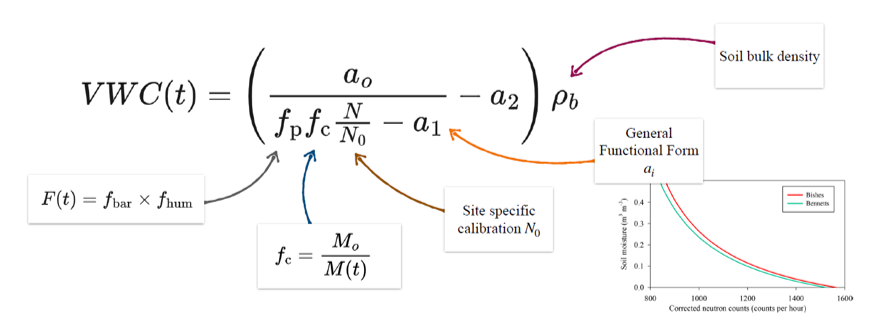 Soil bulk density
VWC(t) = ( a_o / ( f_p f_c N/N_0 − a_1 ) − a_2 ) ρ_b
General
Functional Form
a_i
F(t) = f_bar × f_hum
f_c = M_o / M(t)
Site specific
calibration N_0
Soil moisture (m³ m⁻³)
0.4
0.3
0.2
0.1
0.0
Bishes
Bennetts
800 1000 1200 1400 1600
Corrected neutron counts (counts per hour)